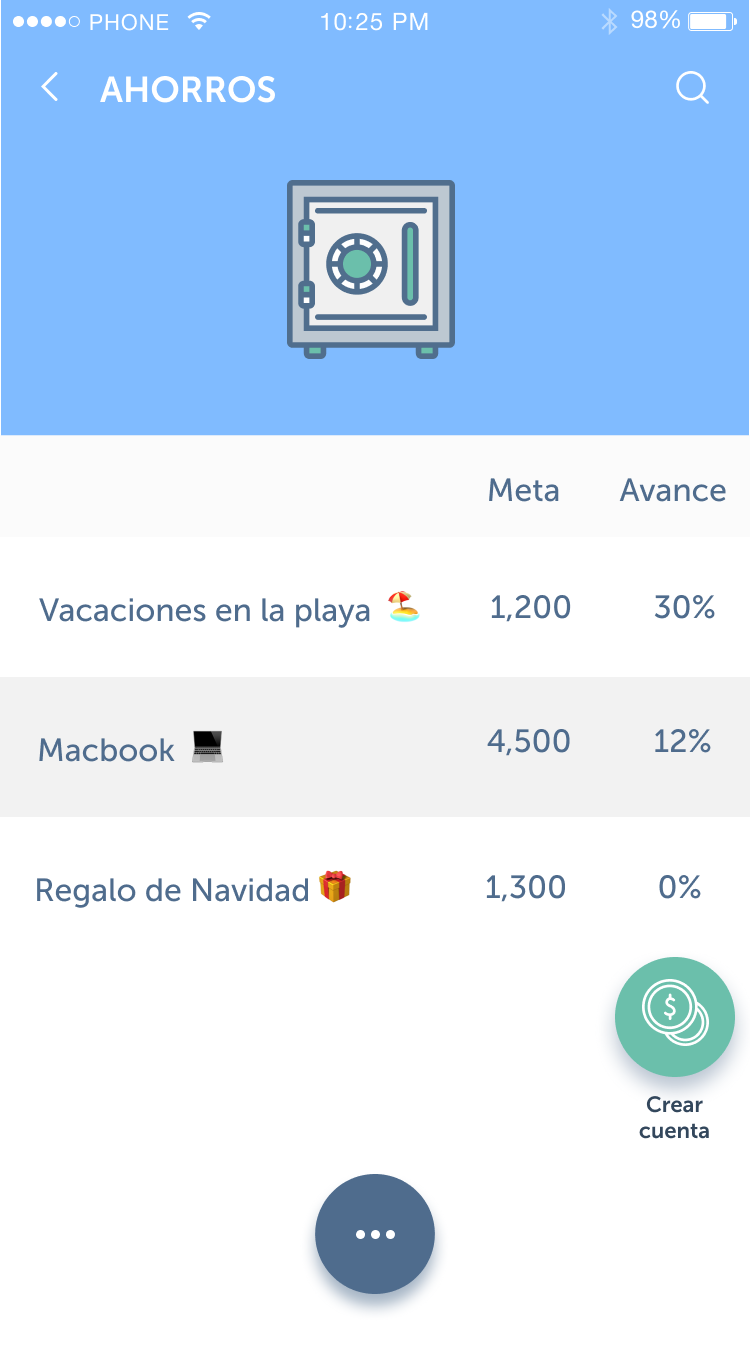 PHONE 10:25 PM 98%
AHORROS
Meta Avance
Vacaciones en la playa 🏖️ 1,200 30%
Macbook 💻 4,500 12%
Regalo de Navidad 🎁 1,300 0%
$
Crear
cuenta